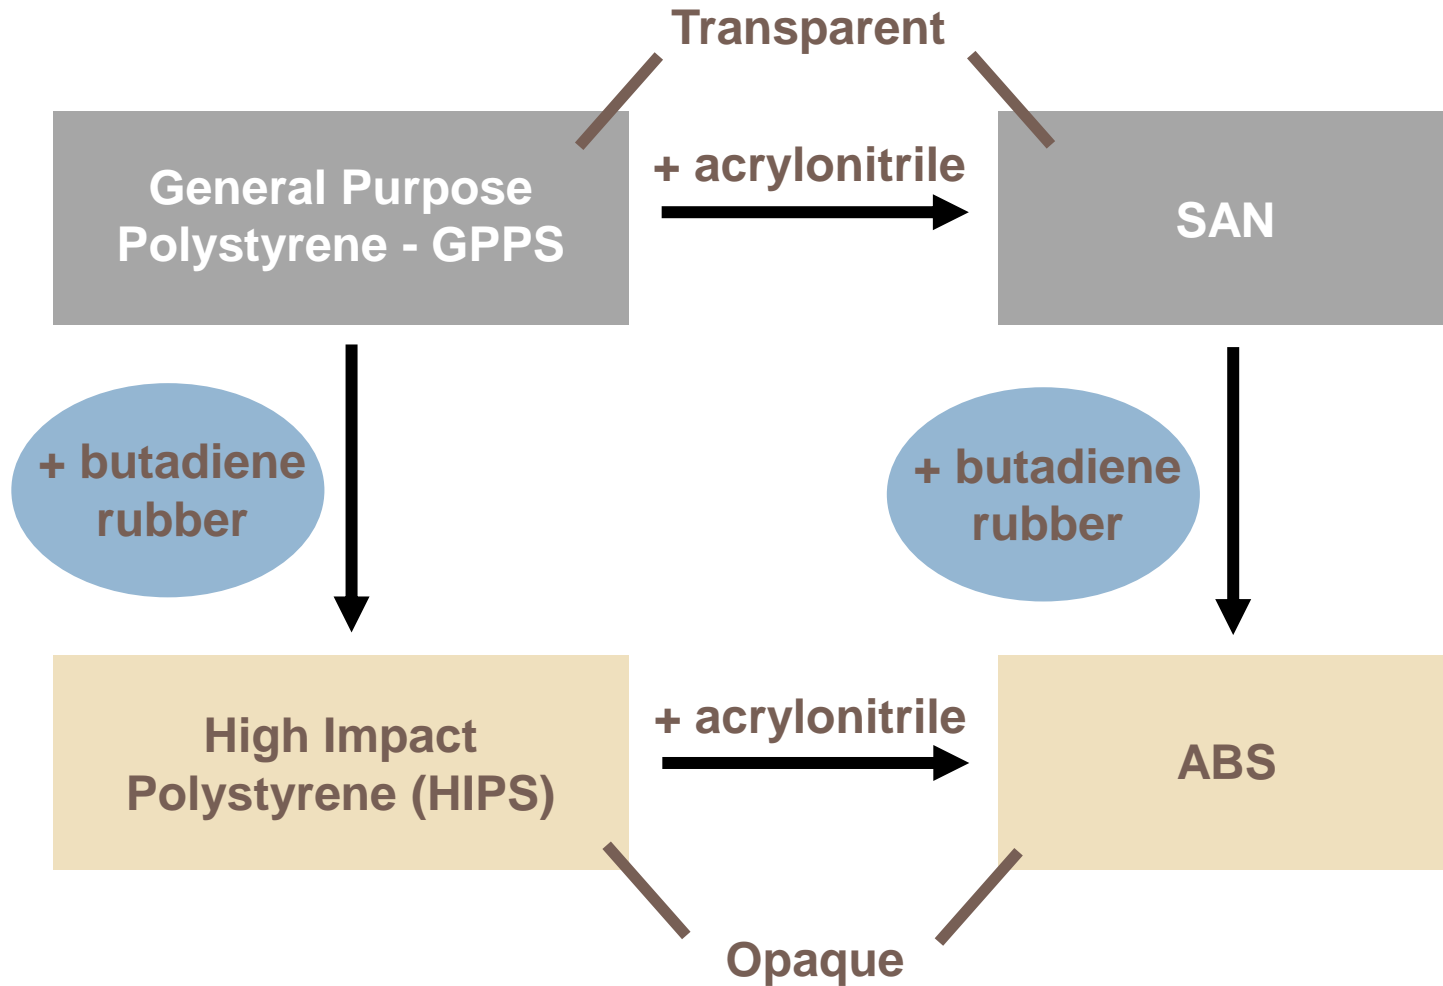 Transparent
General Purpose
Polystyrene - GPPS
+ acrylonitrile
SAN
+ butadiene
rubber
+ butadiene
rubber
High Impact
Polystyrene (HIPS)
+ acrylonitrile
ABS
Opaque